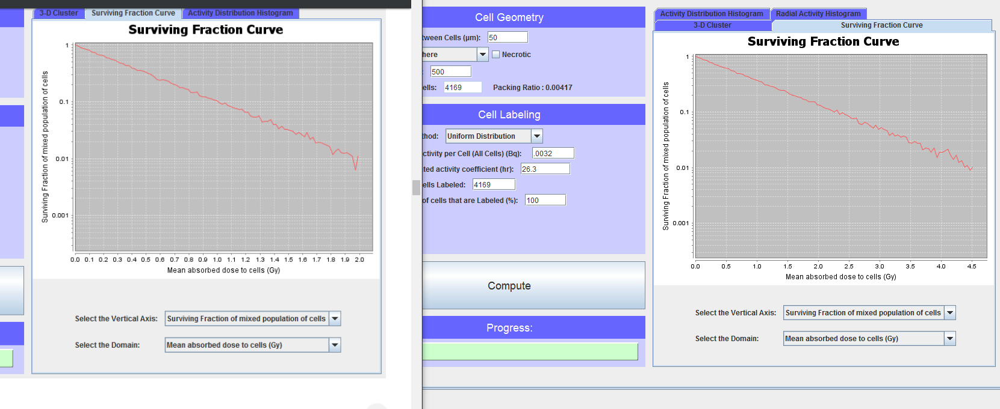 3-D Cluster
Surviving Fraction Curve
Activity Distribution Histogram
Surviving Fraction Curve
1
0.1
0.01
0.001
Surviving Fraction of mixed population of cells
0.0 0.1 0.2 0.3 0.4 0.5 0.6 0.7 0.8 0.9 1.0 1.1 1.2 1.3 1.4 1.5 1.6 1.7 1.8 1.9 2.0
Mean absorbed dose to cells (Gy)
Select the Vertical Axis: Surviving Fraction of mixed population of cells
Select the Domain: Mean absorbed dose to cells (Gy)
Cell Geometry
tween Cells (µm): 50
here Necrotic
500
ells: 4169 Packing Ratio : 0.00417
Cell Labeling
thod: Uniform Distribution
ctivity per Cell (All Cells) (Bq): .0032
ted activity coefficient (hr): 26.3
ells Labeled: 4169
of cells that are Labeled (%): 100
Compute
Progress:
Activity Distribution Histogram
Radial Activity Histogram
3-D Cluster
Surviving Fraction Curve
Surviving Fraction Curve
1
0.1
0.01
0.001
Surviving Fraction of mixed population of cells
0.0 0.5 1.0 1.5 2.0 2.5 3.0 3.5 4.0 4.5
Mean absorbed dose to cells (Gy)
Select the Vertical Axis: Surviving Fraction of mixed population of cells
Select the Domain: Mean absorbed dose to cells (Gy)